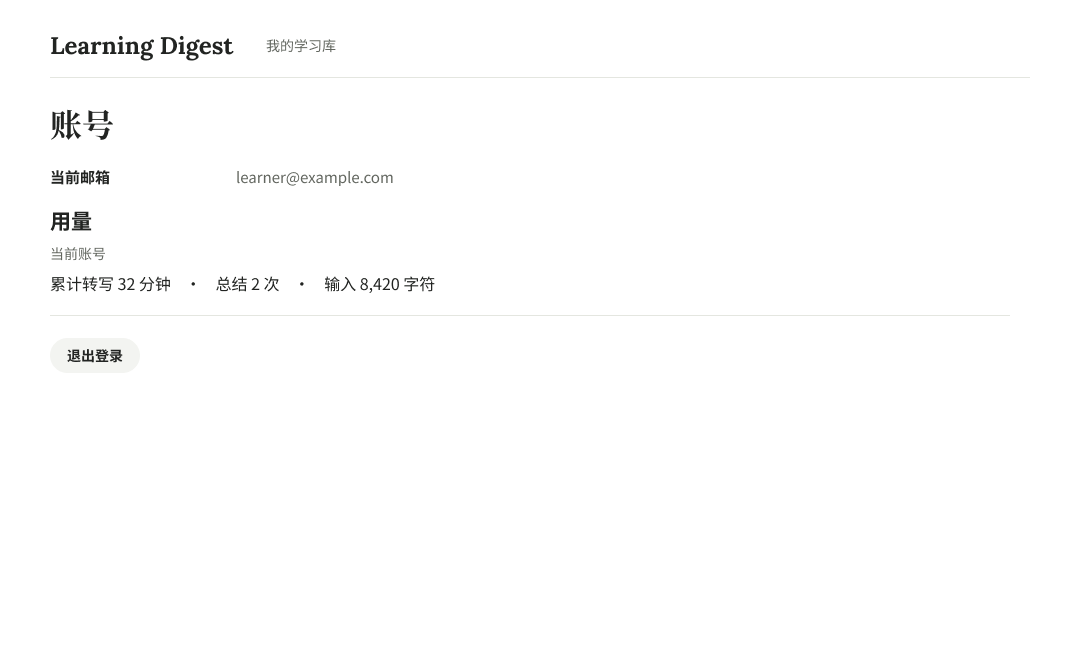 Learning Digest 我的学习库
账号
当前邮箱 learner@example.com
用量
当前账号
累计转写 32 分钟 · 总结 2 次 · 输入 8,420 字符
退出登录